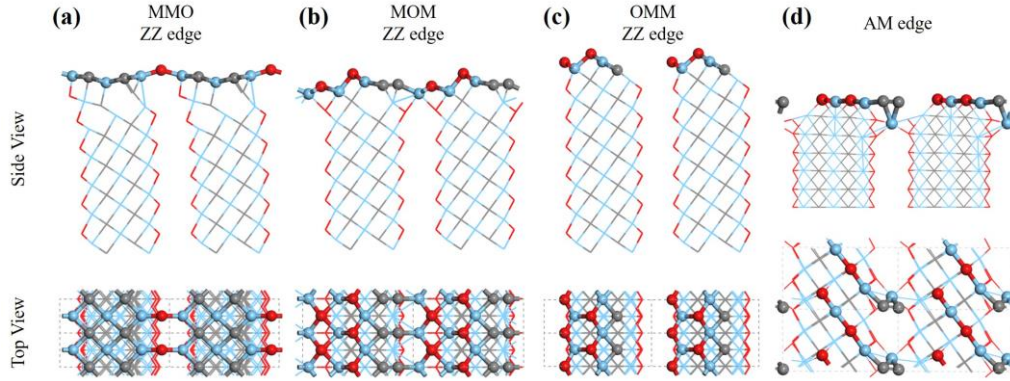 (a)
MMO
ZZ edge
(b)
MOM
ZZ edge
(c)
OMM
ZZ edge
(d)
AM edge
Side View
Top View